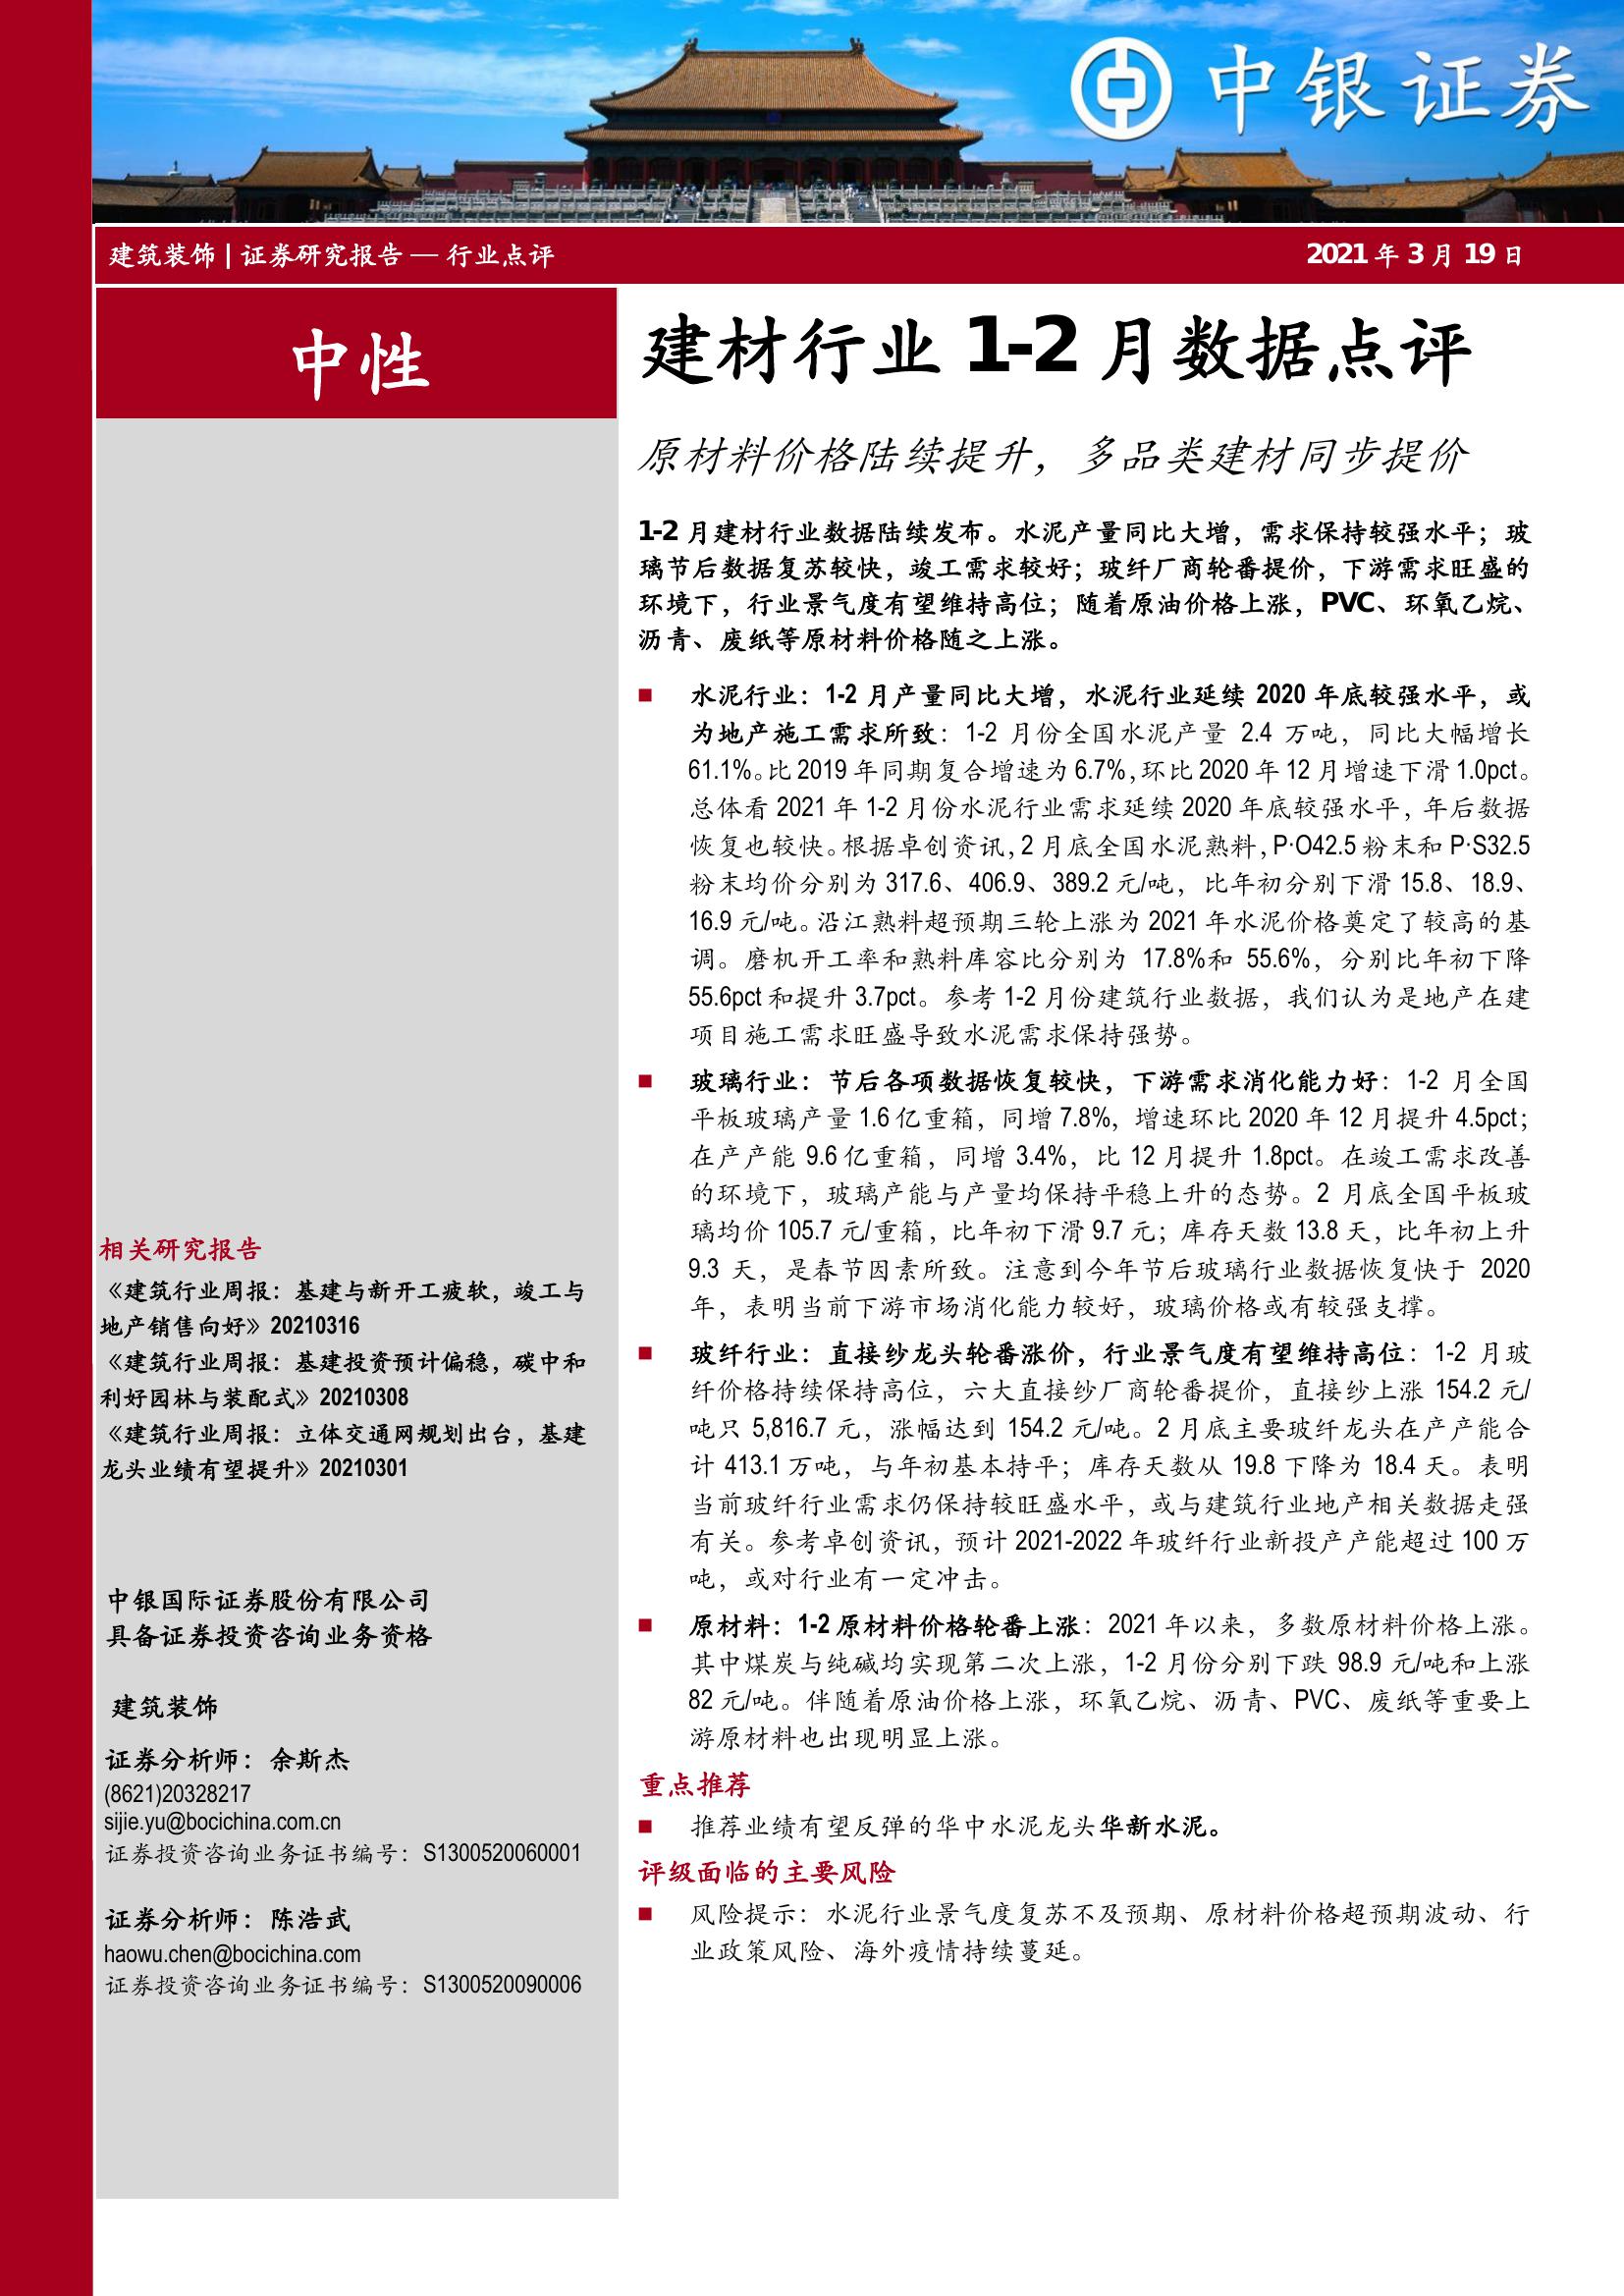 中银证券
建筑装饰 | 证券研究报告 — 行业点评
2021 年 3 月 19 日
中性
建材行业 1-2 月数据点评
原材料价格陆续提升，多品类建材同步提价
1-2 月建材行业数据陆续发布。水泥产量同比大增，需求保持较强水平；玻
璃节后数据复苏较快，竣工需求较好；玻纤厂商轮番提价，下游需求旺盛的
环境下，行业景气度有望维持高位；随着原油价格上涨，PVC、环氧乙烷、
沥青、废纸等原材料价格随之上涨。
■ 水泥行业：1-2 月产量同比大增，水泥行业延续 2020 年底较强水平，或
为地产施工需求所致：1-2 月份全国水泥产量 2.4 万吨，同比大幅增长
61.1%。比 2019 年同期复合增速为 6.7%，环比 2020 年 12 月增速下滑 1.0pct。
总体看 2021 年 1-2 月份水泥行业需求延续 2020 年底较强水平，年后数据
恢复也较快。根据卓创资讯，2 月底全国水泥熟料，P·O42.5 粉末和 P·S32.5
粉末均价分别为 317.6、406.9、389.2 元/吨，比年初分别下滑 15.8、18.9、
16.9 元/吨。沿江熟料超预期三轮上涨为 2021 年水泥价格奠定了较高的基
调。磨机开工率和熟料库容比分别为 17.8%和 55.6%，分别比年初下降
55.6pct 和提升 3.7pct。参考 1-2 月份建筑行业数据，我们认为是地产在建
项目施工需求旺盛导致水泥需求保持强势。
■ 玻璃行业：节后各项数据恢复较快，下游需求消化能力好：1-2 月全国
平板玻璃产量 1.6 亿重箱，同增 7.8%，增速环比 2020 年 12 月提升 4.5pct；
在产产能 9.6 亿重箱，同增 3.4%，比 12 月提升 1.8pct。在竣工需求改善
的环境下，玻璃产能与产量均保持平稳上升的态势。2 月底全国平板玻
璃均价 105.7 元/重箱，比年初下滑 9.7 元；库存天数 13.8 天，比年初上升
9.3 天，是春节因素所致。注意到今年节后玻璃行业数据恢复快于 2020
年，表明当前下游市场消化能力较好，玻璃价格或有较强支撑。
■ 玻纤行业：直接纱龙头轮番涨价，行业景气度有望维持高位：1-2 月玻
纤价格持续保持高位，六大直接纱厂商轮番提价，直接纱上涨 154.2 元/
吨只 5,816.7 元，涨幅达到 154.2 元/吨。2 月底主要玻纤龙头在产产能合
计 413.1 万吨，与年初基本持平；库存天数从 19.8 下降为 18.4 天。表明
当前玻纤行业需求仍保持较旺盛水平，或与建筑行业地产相关数据走强
有关。参考卓创资讯，预计 2021-2022 年玻纤行业新投产产能超过 100 万
吨，或对行业有一定冲击。
■ 原材料：1-2 原材料价格轮番上涨：2021 年以来，多数原材料价格上涨。
其中煤炭与纯碱均实现第二次上涨，1-2 月份分别下跌 98.9 元/吨和上涨
82 元/吨。伴随着原油价格上涨，环氧乙烷、沥青、PVC、废纸等重要上
游原材料也出现明显上涨。
重点推荐
■ 推荐业绩有望反弹的华中水泥龙头华新水泥。
评级面临的主要风险
■ 风险提示：水泥行业景气度复苏不及预期、原材料价格超预期波动、行
业政策风险、海外疫情持续蔓延。
相关研究报告
《建筑行业周报：基建与新开工疲软，竣工与
地产销售向好》20210316
《建筑行业周报：基建投资预计偏稳，碳中和
利好园林与装配式》20210308
《建筑行业周报：立体交通网规划出台，基建
龙头业绩有望提升》20210301
中银国际证券股份有限公司
具备证券投资咨询业务资格
建筑装饰
证券分析师：余斯杰
(8621)20328217
sijie.yu@bocichina.com.cn
证券投资咨询业务证书编号：S1300520060001
证券分析师：陈浩武
haowu.chen@bocichina.com
证券投资咨询业务证书编号：S1300520090006